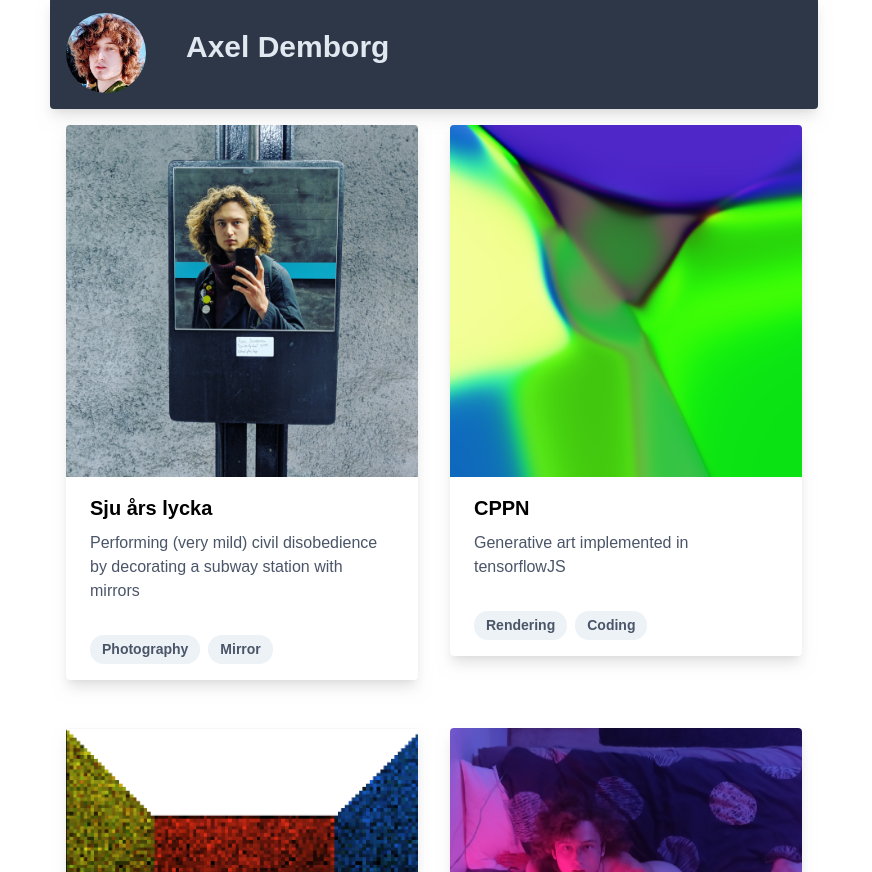 Axel Demborg
Sju års lycka
Performing (very mild) civil disobedience
by decorating a subway station with
mirrors
Photography
Mirror
CPPN
Generative art implemented in
tensorflowJS
Rendering
Coding